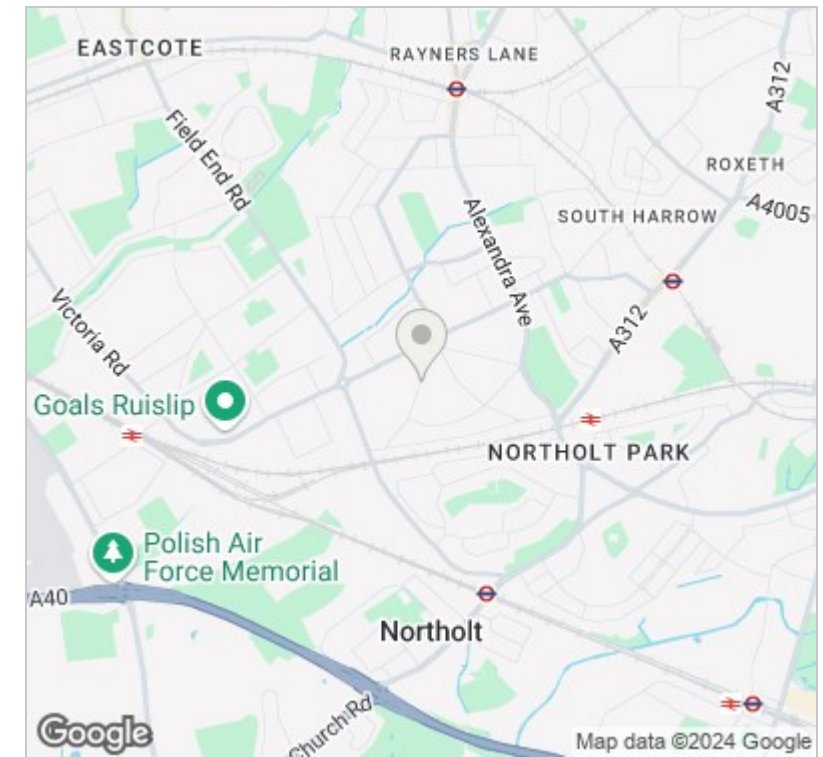 EASTCOTE
RAYNERS LANE
A312
Field End Rd
ROXETH
Alexandra Ave
SOUTH HARROW
A4005
Victoria Rd
A312
Goals Ruislip
NORTHOLT PARK
Polish Air
Force Memorial
A40
Northolt
Church Rd
Google
Map data ©2024 Google